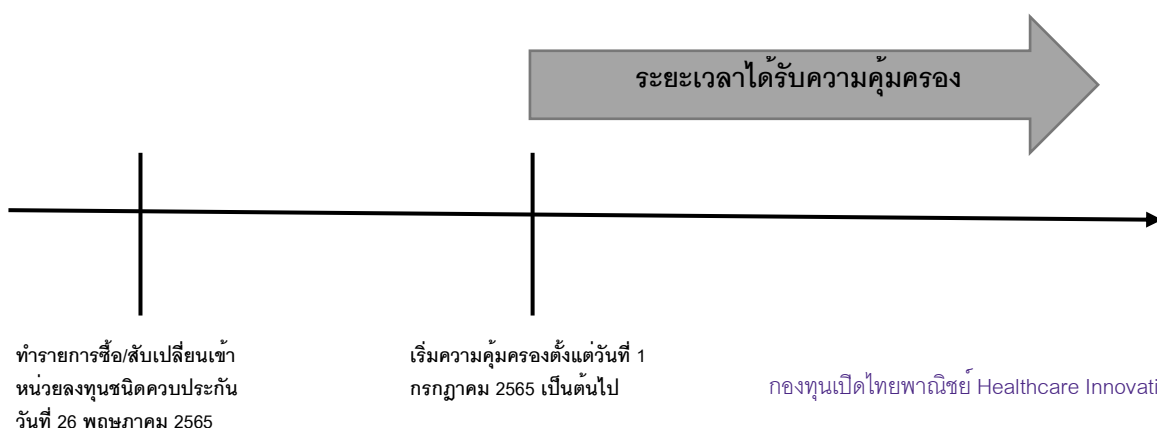 ระยะเวลาได้รับความคุ้มครอง
ทำรายการซื้อ/สับเปลี่ยนเข้า
หน่วยลงทุนชนิดควบประกัน
วันที่ 26 พฤษภาคม 2565
เริ่มความคุ้มครองตั้งแต่วันที่ 1
กรกฎาคม 2565 เป็นต้นไป
กองทุนเปิดไทยพาณิชย์ Healthcare Innovati